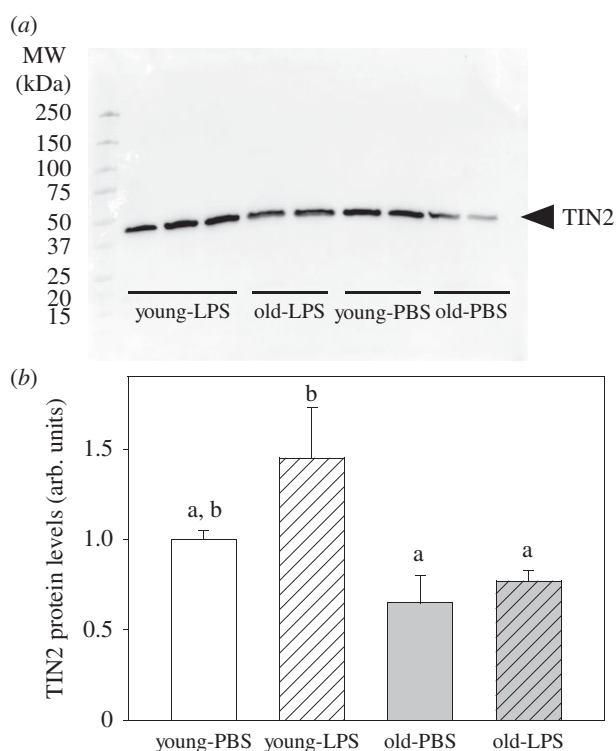 (a)
MW
(kDa)
250
150
100
75
50
37
25
20
15
TIN2
young-LPS old-LPS young-PBS old-PBS
(b)
TIN2 protein levels (arb. units)
1.5
1.0
0.5
0
a, b
b
a
a
young-PBS young-LPS old-PBS old-LPS